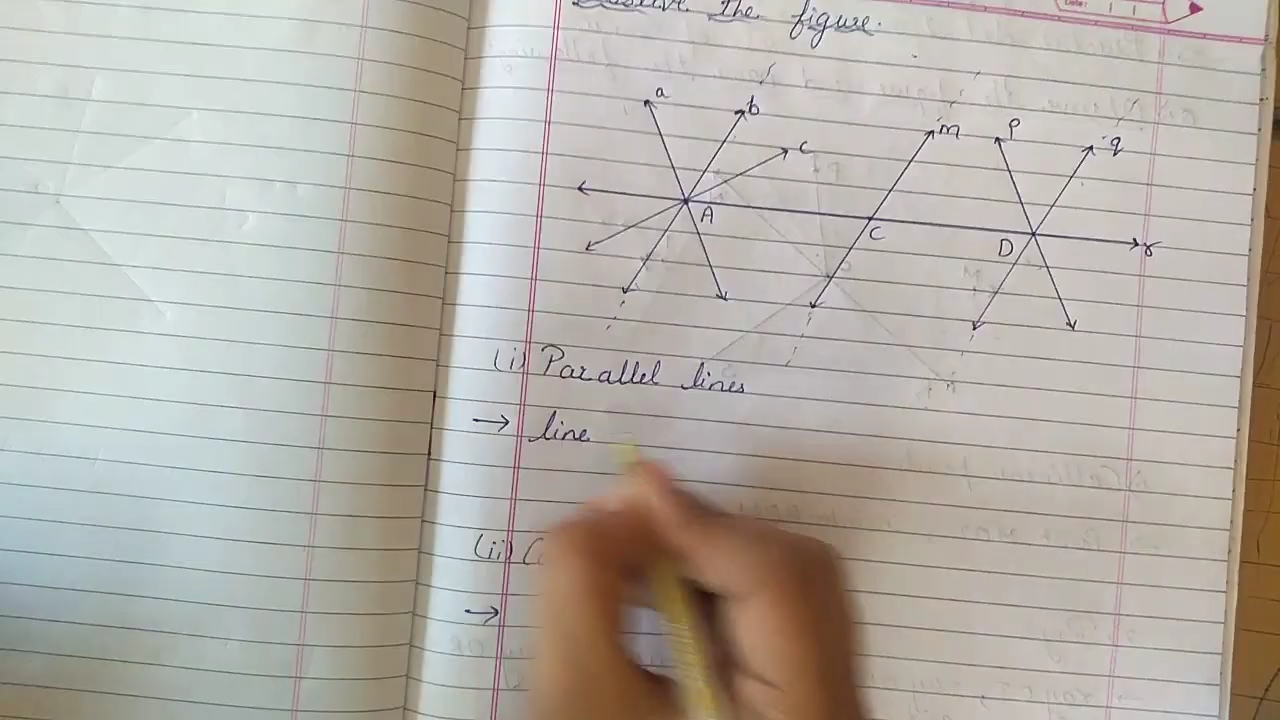 the figure.
a
b
c
m
p
q
A
C
D
r
(i) Parallel lines
→ line
(ii)
→